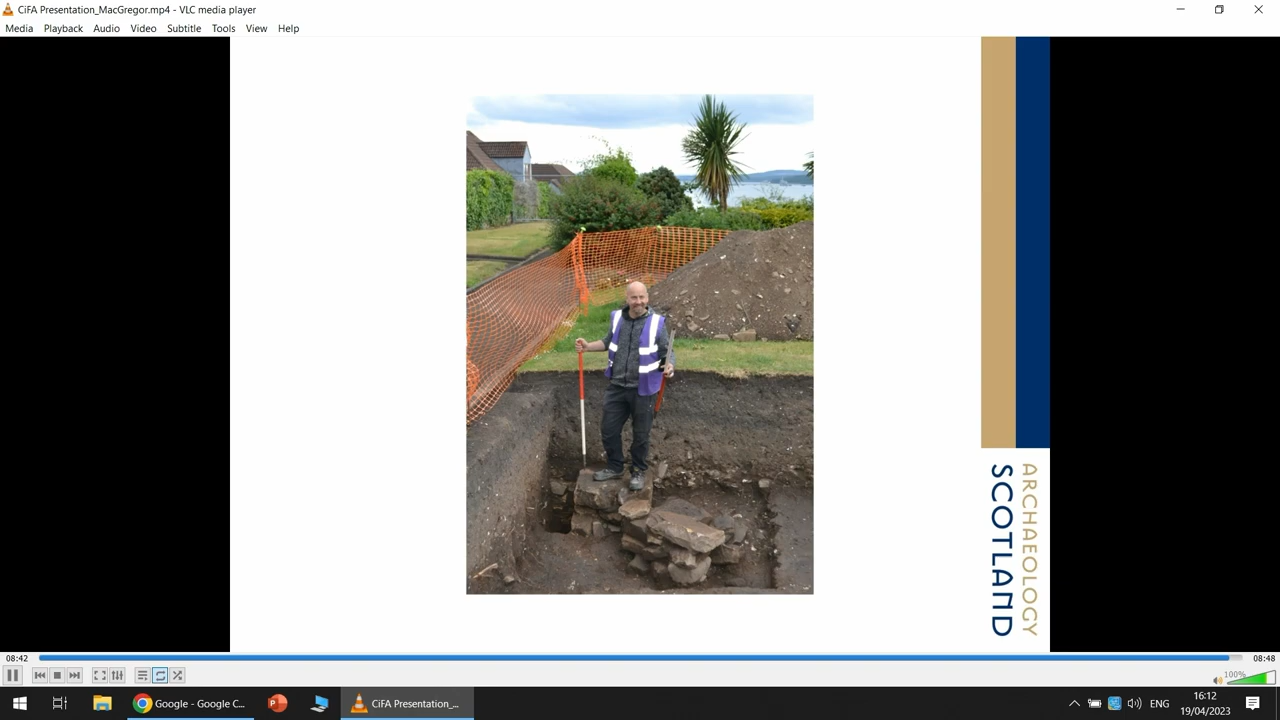 CiFA Presentation_MacGregor.mp4 - VLC media player
Media Playback Audio Video Subtitle Tools View Help
ARCHAEOLOGY
SCOTLAND
08:42
08:48
100%
Google - Google C...
CiFA Presentation_...
ENG
16:12
19/04/2023